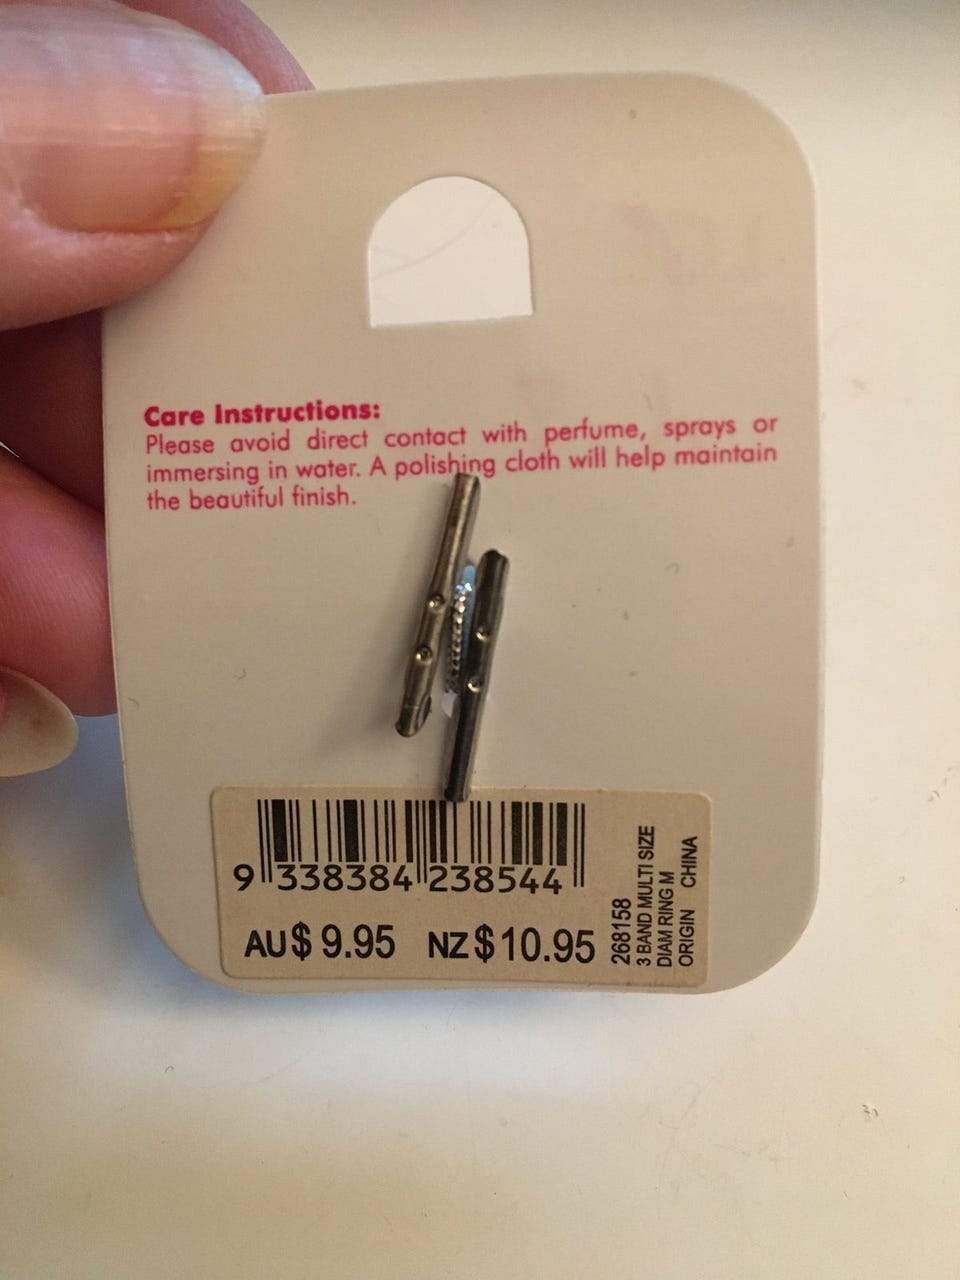 Care Instructions:
Please avoid direct contact with perfume, sprays or
immersing in water. A polishing cloth will help maintain
the beautiful finish.
9 338384 238544
AU$ 9.95 NZ$10.95
268158
3 BAND MULTI SIZE
DIAM RING M
ORIGIN CHINA